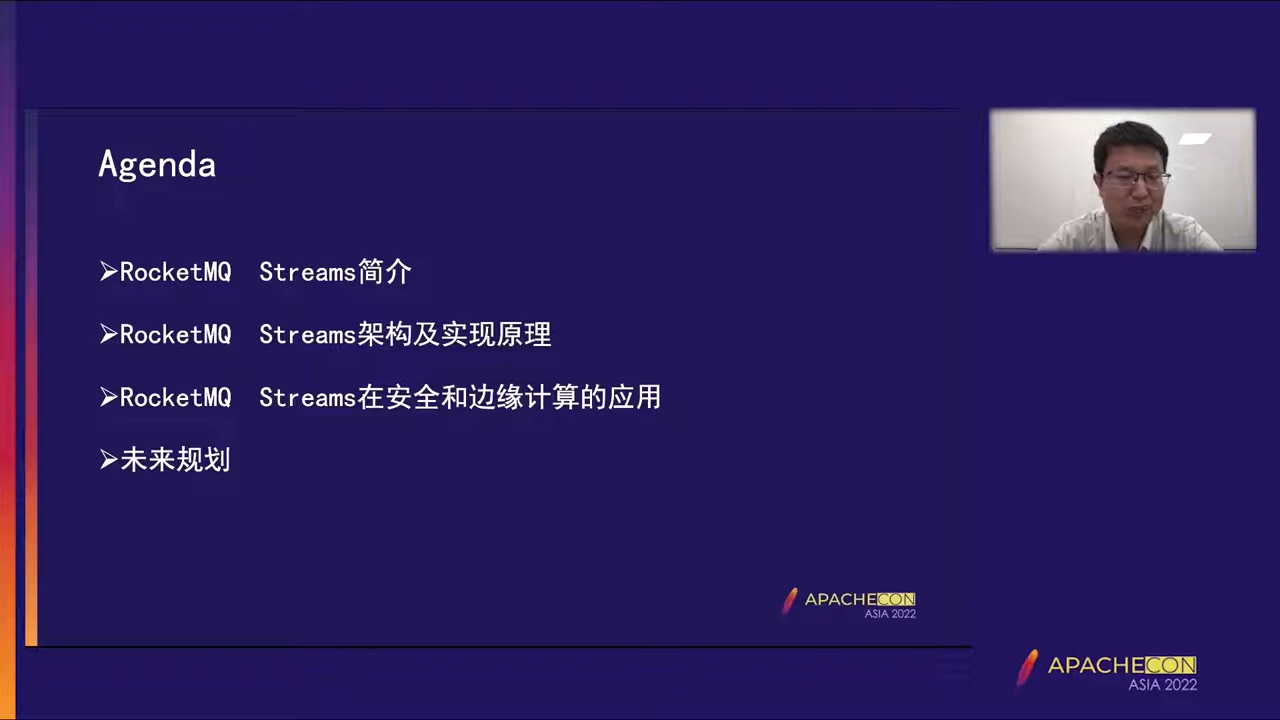 Agenda
➢RocketMQ Streams简介
➢RocketMQ Streams架构及实现原理
➢RocketMQ Streams在安全和边缘计算的应用
➢未来规划
APACHECON
ASIA 2022
APACHECON
ASIA 2022